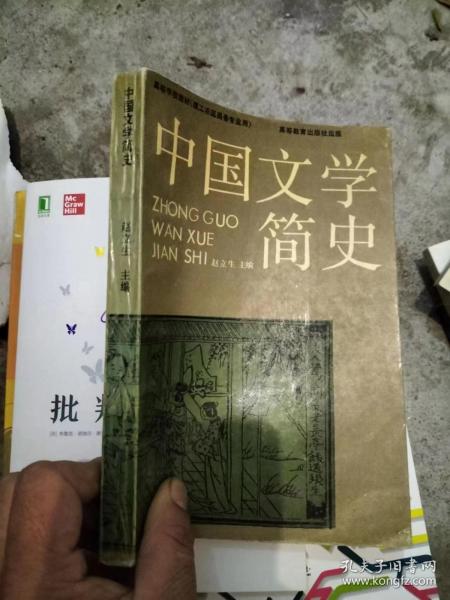 高等学校教材(理工农医师各专业用)
高等教育出版社出版
中国文学
简史
ZHONG GUO
WAN XUE
JIAN SHI
赵立生 主编
中国文学简史
赵立生 主编
Mc
Graw
Hill
批判
孔夫子旧书网
www.kongfz.com